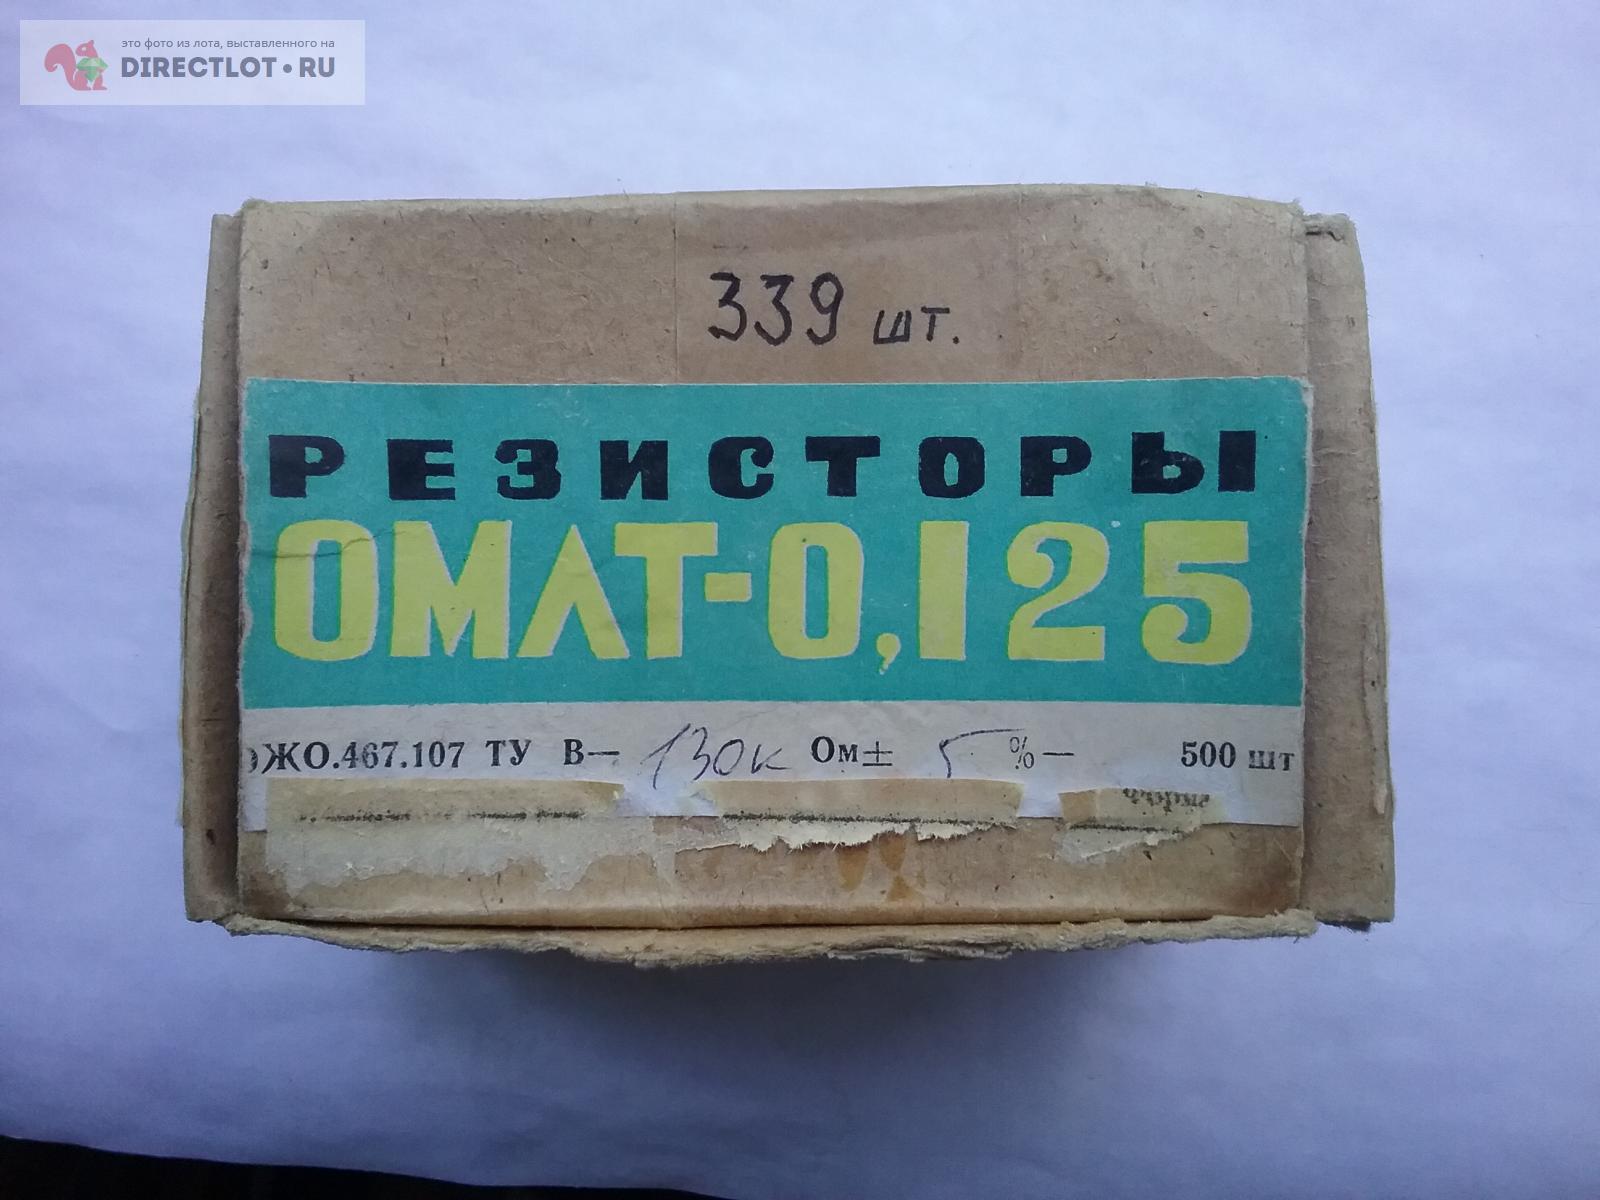 это фото из лота, выставленного на
DIRECTLOT•RU
339 шт.
РЕЗИСТОРЫ
ОМЛТ-0,125
ОЖО.467.107 ТУ В— 130к Ом± 5 %— 500 шт